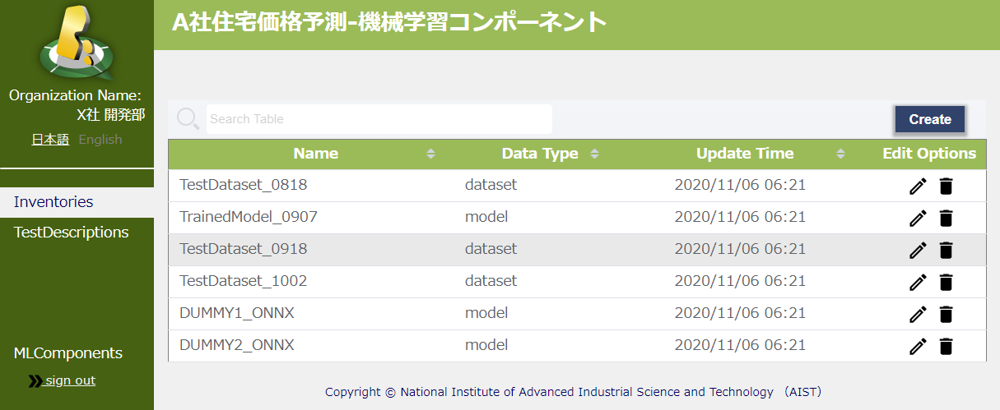 A社住宅価格予測-機械学習コンポーネント
Organization Name:
X社 開発部
日本語 English
Inventories
TestDescriptions
MLComponents
sign out
Search Table
Create
Name Data Type Update Time Edit Options
TestDataset_0818 dataset 2020/11/06 06:21
TrainedModel_0907 model 2020/11/06 06:21
TestDataset_0918 dataset 2020/11/06 06:21
TestDataset_1002 dataset 2020/11/06 06:21
DUMMY1_ONNX model 2020/11/06 06:21
DUMMY2_ONNX model 2020/11/06 06:21
Copyright © National Institute of Advanced Industrial Science and Technology （AIST）